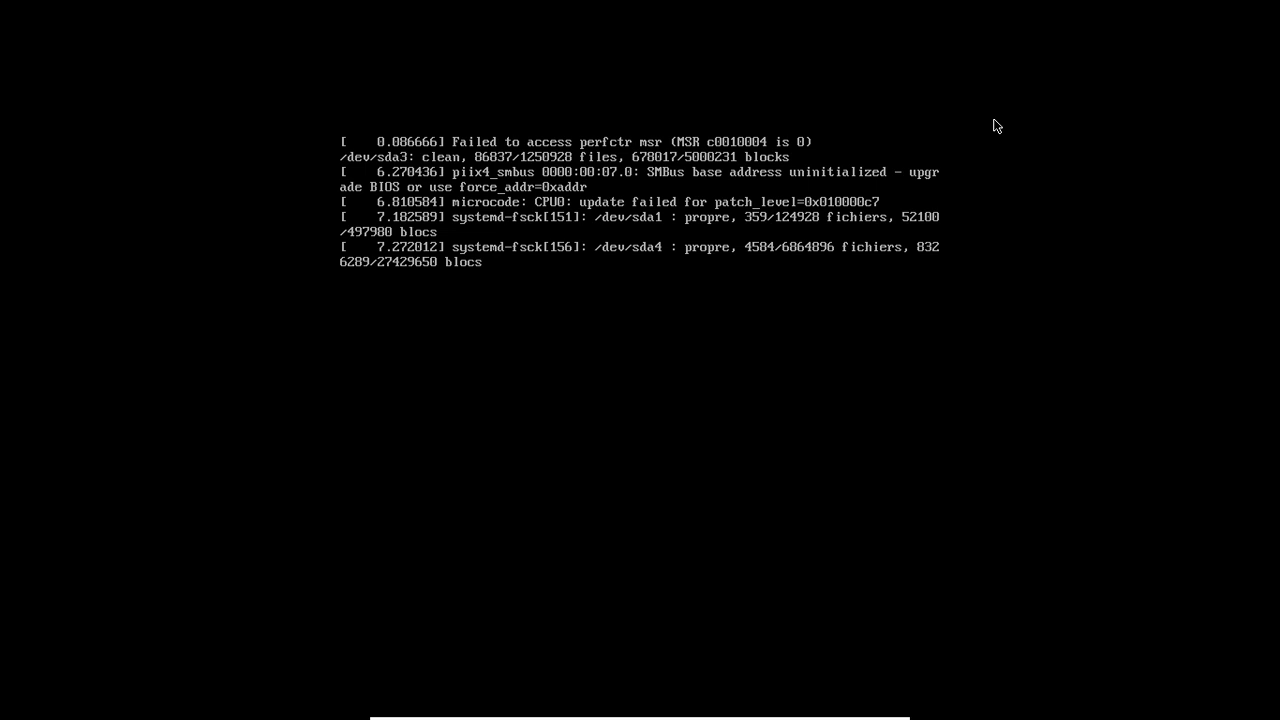 [    0.086666] Failed to access perfctr msr (MSR c0010004 is 0)
/dev/sda3: clean, 86837/1250928 files, 678017/5000231 blocks
[    6.270436] piix4_smbus 0000:00:07.0: SMBus base address uninitialized - upgr
ade BIOS or use force_addr=0xaddr
[    6.810584] microcode: CPU0: update failed for patch_level=0x010000c7
[    7.182589] systemd-fsck[151]: /dev/sda1 : propre, 359/124928 fichiers, 52100
/497980 blocs
[    7.272012] systemd-fsck[156]: /dev/sda4 : propre, 4584/6864896 fichiers, 832
6289/27429650 blocs